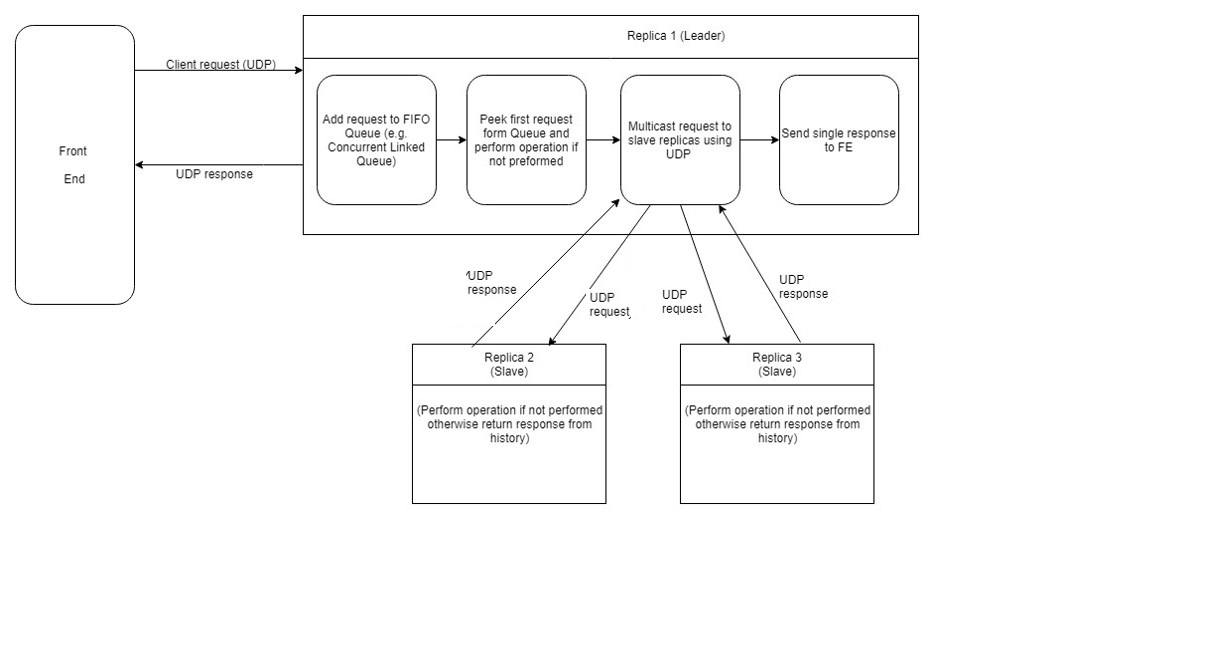 Replica 1 (Leader)
Client request (UDP)
Front
End
UDP response
Add request to FIFO
Queue (e.g.
Concurrent Linked
Queue)
Peek first request
form Queue and
perform operation if
not preformed
Multicast request to
slave replicas using
UDP
Send single response
to FE
UDP
response
UDP
request
UDP
request
UDP
response
Replica 2
(Slave)
(Perform operation if not performed
otherwise return response from
history)
Replica 3
(Slave)
(Perform operation if not performed
otherwise return response from
history)